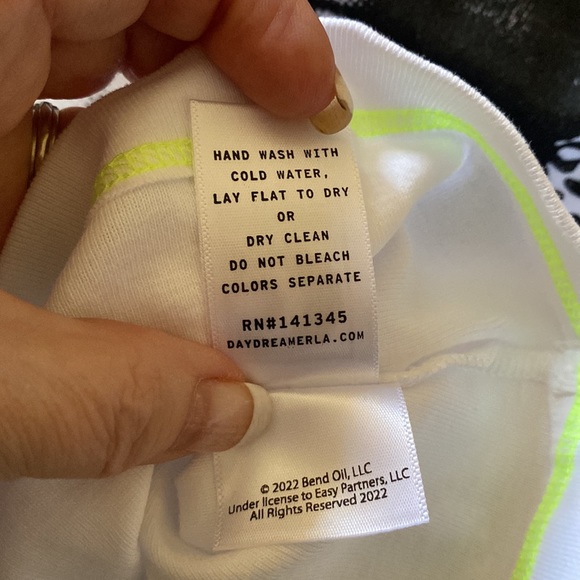 HAND WASH WITH
COLD WATER,
LAY FLAT TO DRY
OR
DRY CLEAN
DO NOT BLEACH
COLORS SEPARATE
RN#141345
DAYDREAMERLA.COM
© 2022 Bend Oil, LLC
Under license to Easy Partners, LLC
All Rights Reserved 2022